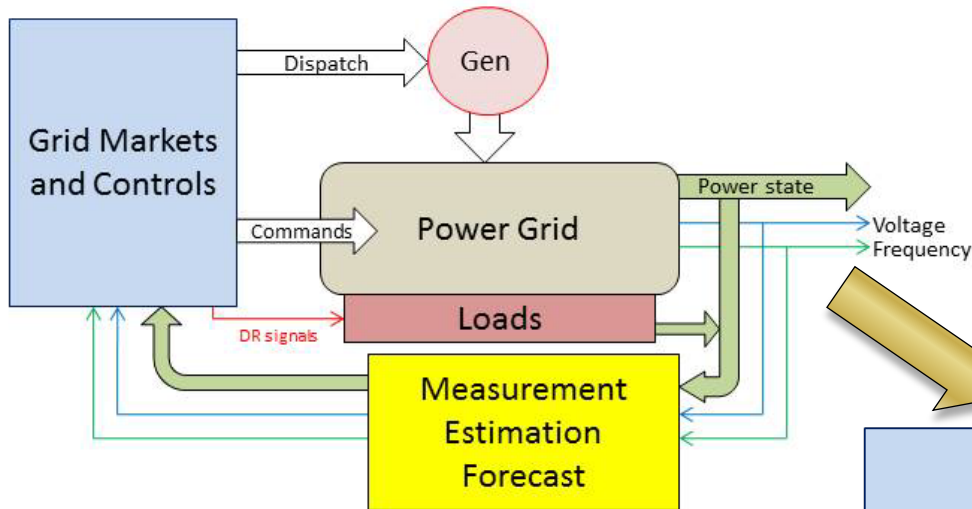 Dispatch
Gen
Grid Markets
and Controls
Power state
Commands
Power Grid
Voltage
Frequency
DR signals
Loads
Measurement
Estimation
Forecast